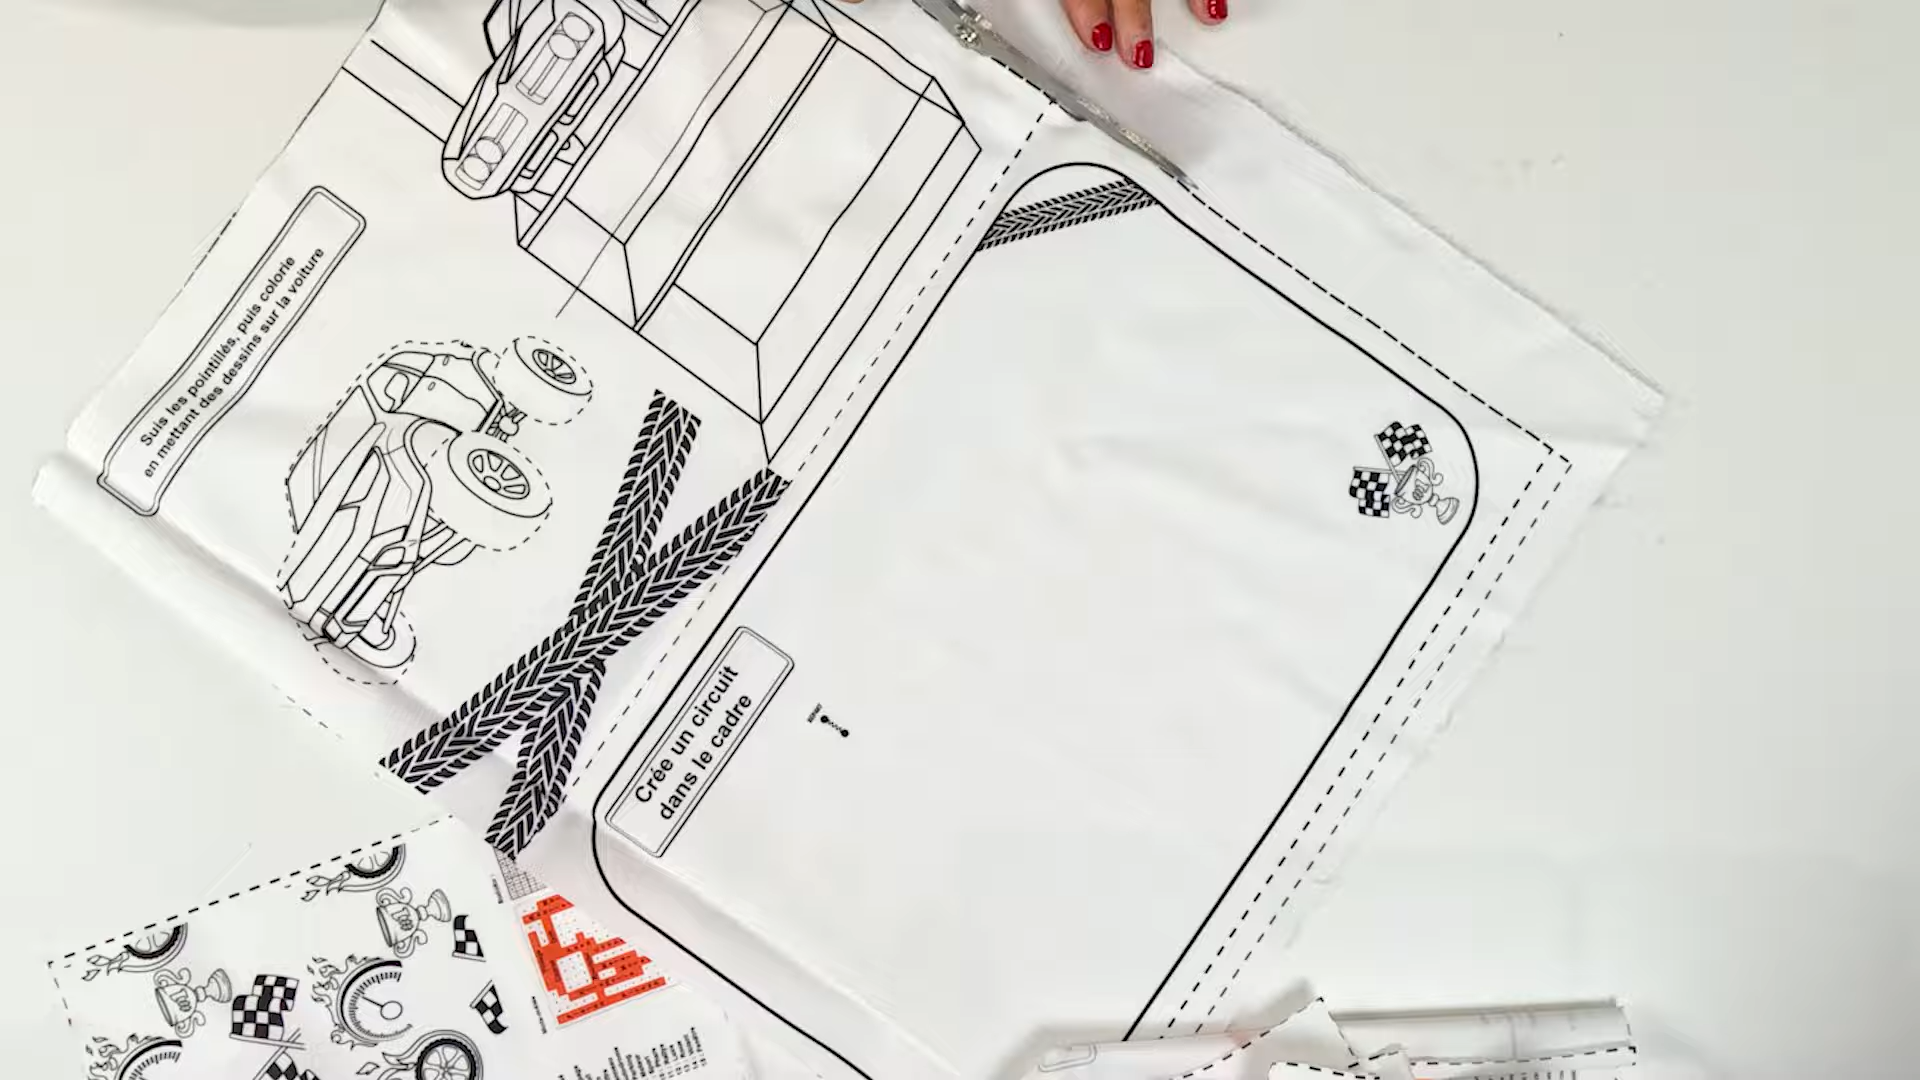 Suis les pointillés, puis colorie
en mettant des dessins sur la voiture
Crée un circuit
dans le cadre